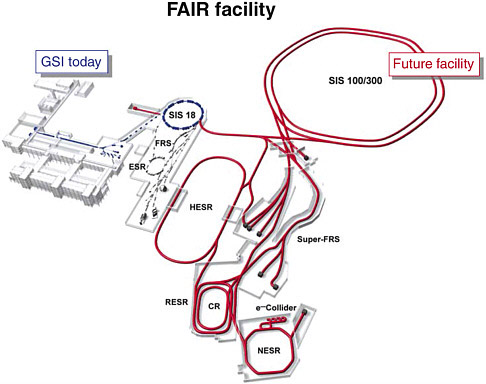 FAIR facility
GSI today
Future facility
SIS 100/300
SIS 18
FRS
ESR
HESR
Super-FRS
RESR
CR
e–-Collider
NESR